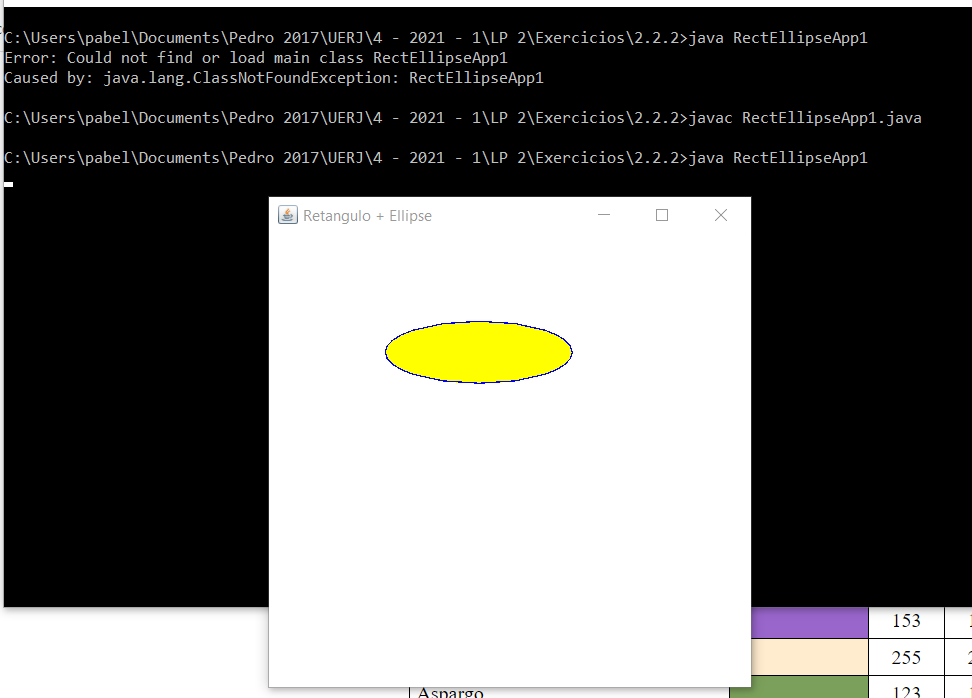 C:\Users\pabel\Documents\Pedro 2017\UERJ\4 - 2021 - 1\LP 2\Exercicios\2.2.2>java RectEllipseApp1
Error: Could not find or load main class RectEllipseApp1
Caused by: java.lang.ClassNotFoundException: RectEllipseApp1
C:\Users\pabel\Documents\Pedro 2017\UERJ\4 - 2021 - 1\LP 2\Exercicios\2.2.2>javac RectEllipseApp1.java
C:\Users\pabel\Documents\Pedro 2017\UERJ\4 - 2021 - 1\LP 2\Exercicios\2.2.2>java RectEllipseApp1
Retangulo + Ellipse
153
255
Aspargo 123